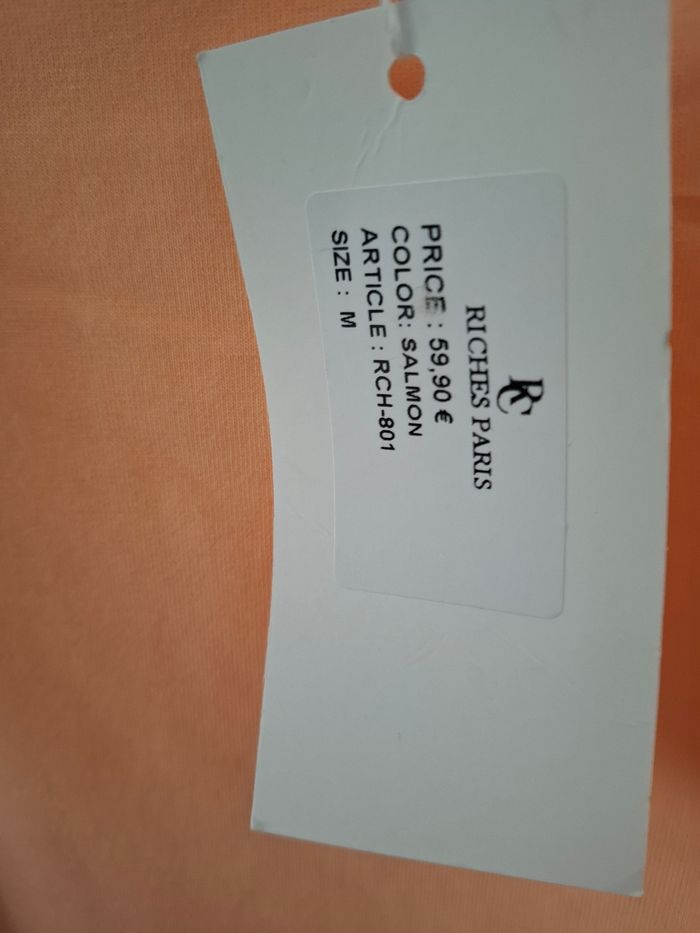 RC
RICHES PARIS
PRICE : 59,90 €
COLOR: SALMON
ARTICLE : RCH-801
SIZE : M